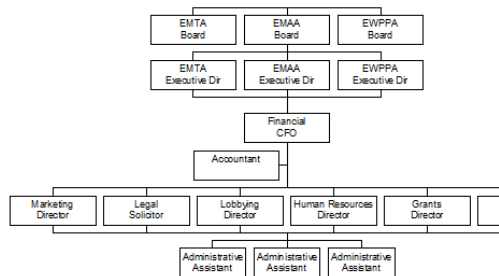 EMTA
Board
EMAA
Board
EWPPA
Board
EMTA
Executive Dir
EMAA
Executive Dir
EWPPA
Executive Dir
Financial
CFO
Accountant
Marketing
Director
Legal
Solicitor
Lobbying
Director
Human Resources
Director
Grants
Director
Administrative
Assistant
Administrative
Assistant
Administrative
Assistant